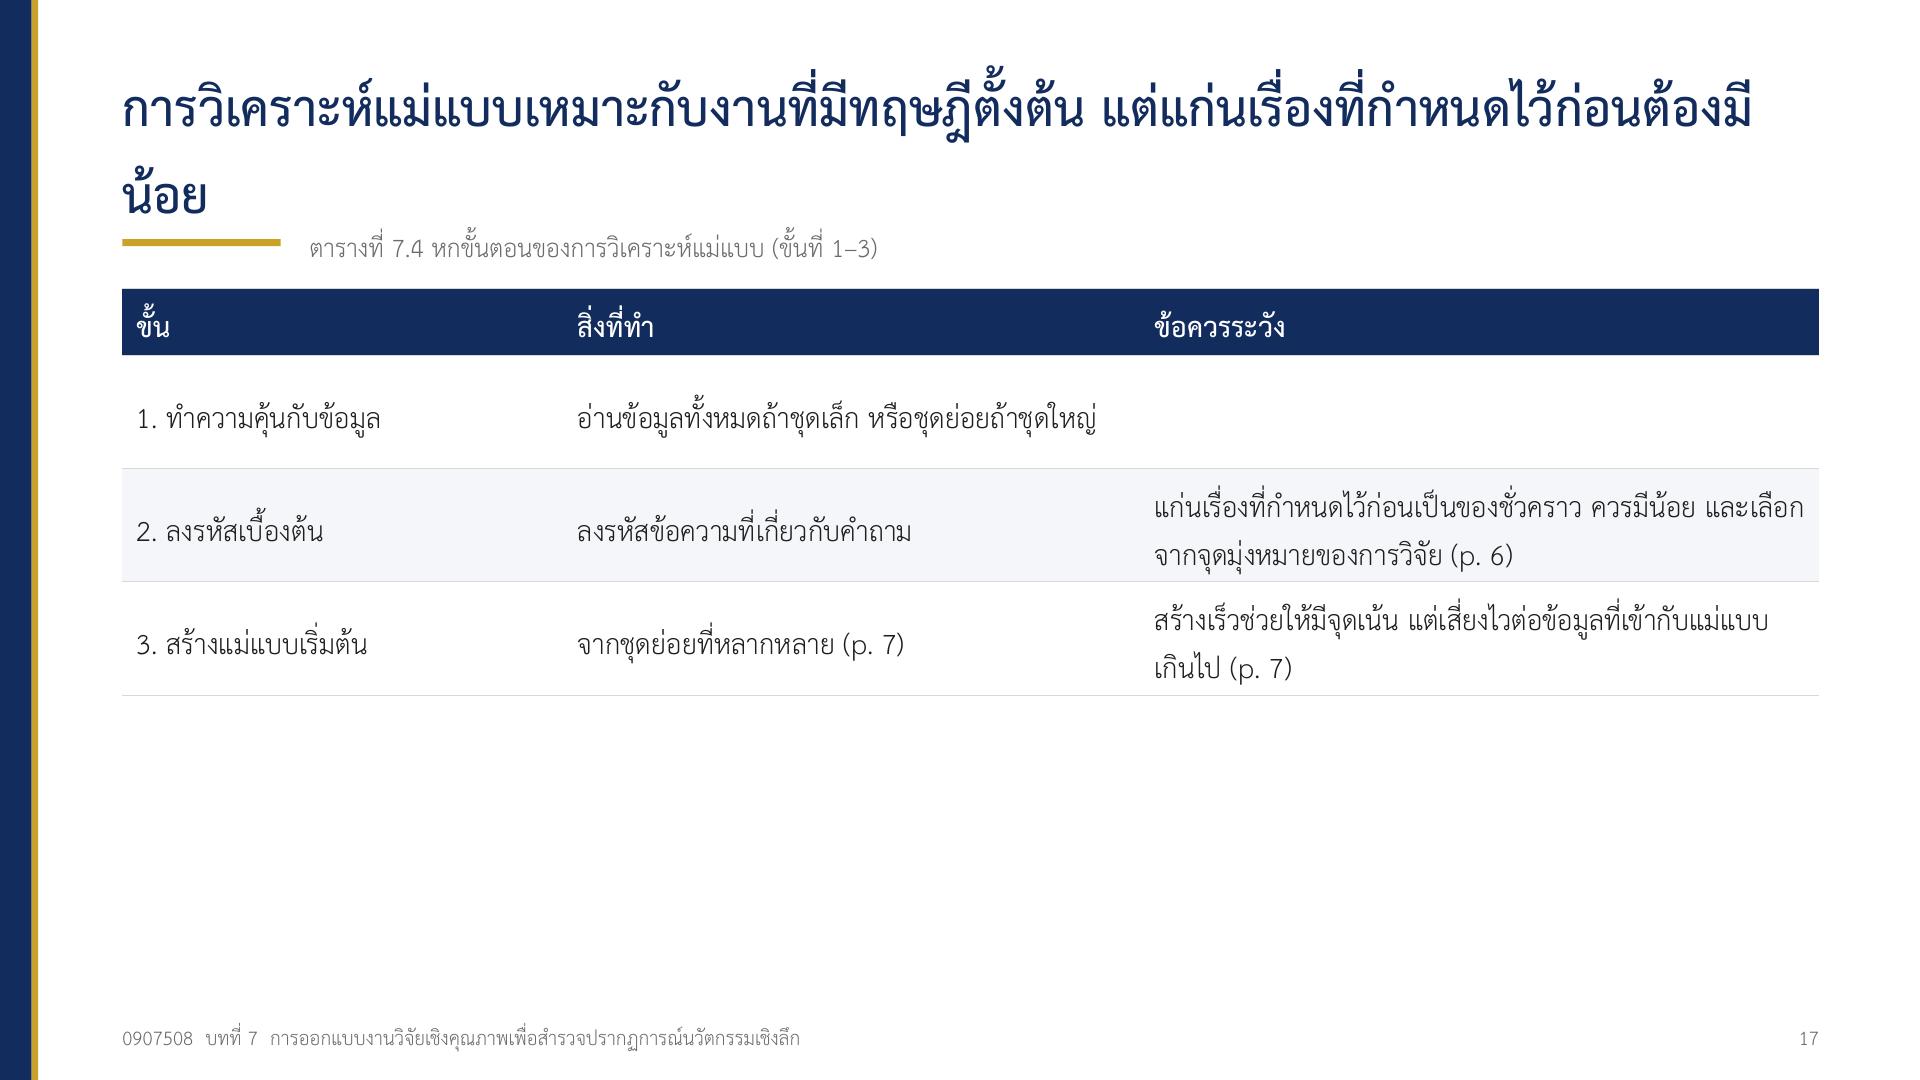 การวิเคราะห์แม่แบบเหมาะกับงานที่มีทฤษฎีตั้งต้น แต่แก่นเรื่องที่กำหนดไว้ก่อนต้องมี
น้อย
ตารางที่ 7.4 หกขั้นตอนของการวิเคราะห์แม่แบบ (ขั้นที่ 1–3)
ขั้น สิ่งที่ทำ ข้อควรระวัง
1. ทำความคุ้นกับข้อมูล อ่านข้อมูลทั้งหมดถ้าชุดเล็ก หรือชุดย่อยถ้าชุดใหญ่
2. ลงรหัสเบื้องต้น ลงรหัสข้อความที่เกี่ยวกับคำถาม แก่นเรื่องที่กำหนดไว้ก่อนเป็นของชั่วคราว ควรมีน้อย และเลือก
จากจุดมุ่งหมายของการวิจัย (p. 6)
3. สร้างแม่แบบเริ่มต้น จากชุดย่อยที่หลากหลาย (p. 7) สร้างเร็วช่วยให้มีจุดเน้น แต่เสี่ยงไวต่อข้อมูลที่เข้ากับแม่แบบ
เกินไป (p. 7)
0907508 บทที่ 7 การออกแบบงานวิจัยเชิงคุณภาพเพื่อสำรวจปรากฏการณ์นวัตกรรมเชิงลึก 17